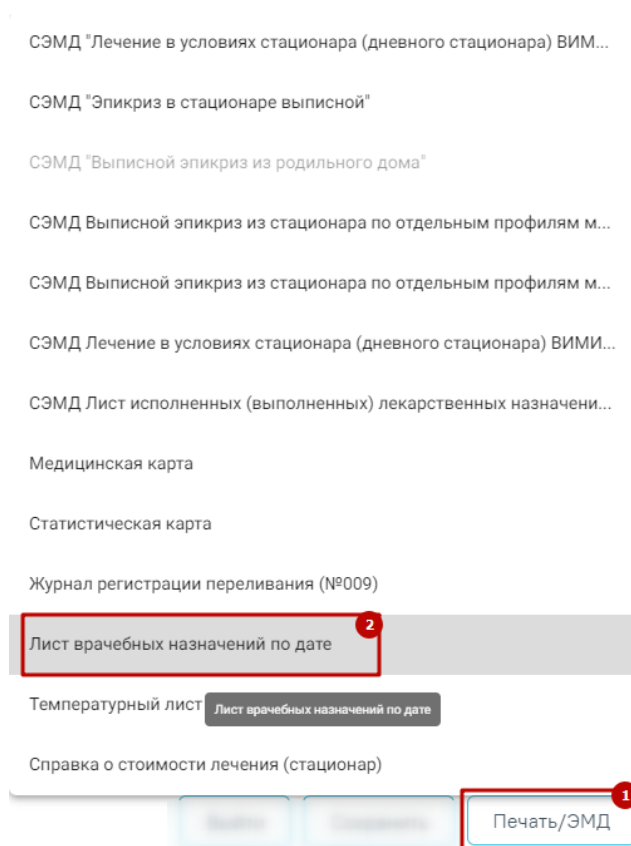 СЭМД "Лечение в условиях стационара (дневного стационара) ВИМ...
СЭМД "Эпикриз в стационаре выписной"
СЭМД "Выписной эпикриз из родильного дома"
СЭМД Выписной эпикриз из стационара по отдельным профилям м...
СЭМД Выписной эпикриз из стационара по отдельным профилям м...
СЭМД Лечение в условиях стационара (дневного стационара) ВИМИ...
СЭМД Лист исполненных (выполненных) лекарственных назначени...
Медицинская карта
Статистическая карта
Журнал регистрации переливания (№009)
2
Лист врачебных назначений по дате
Температурный лист
Лист врачебных назначений по дате
Справка о стоимости лечения (стационар)
1
Печать/ЭМД